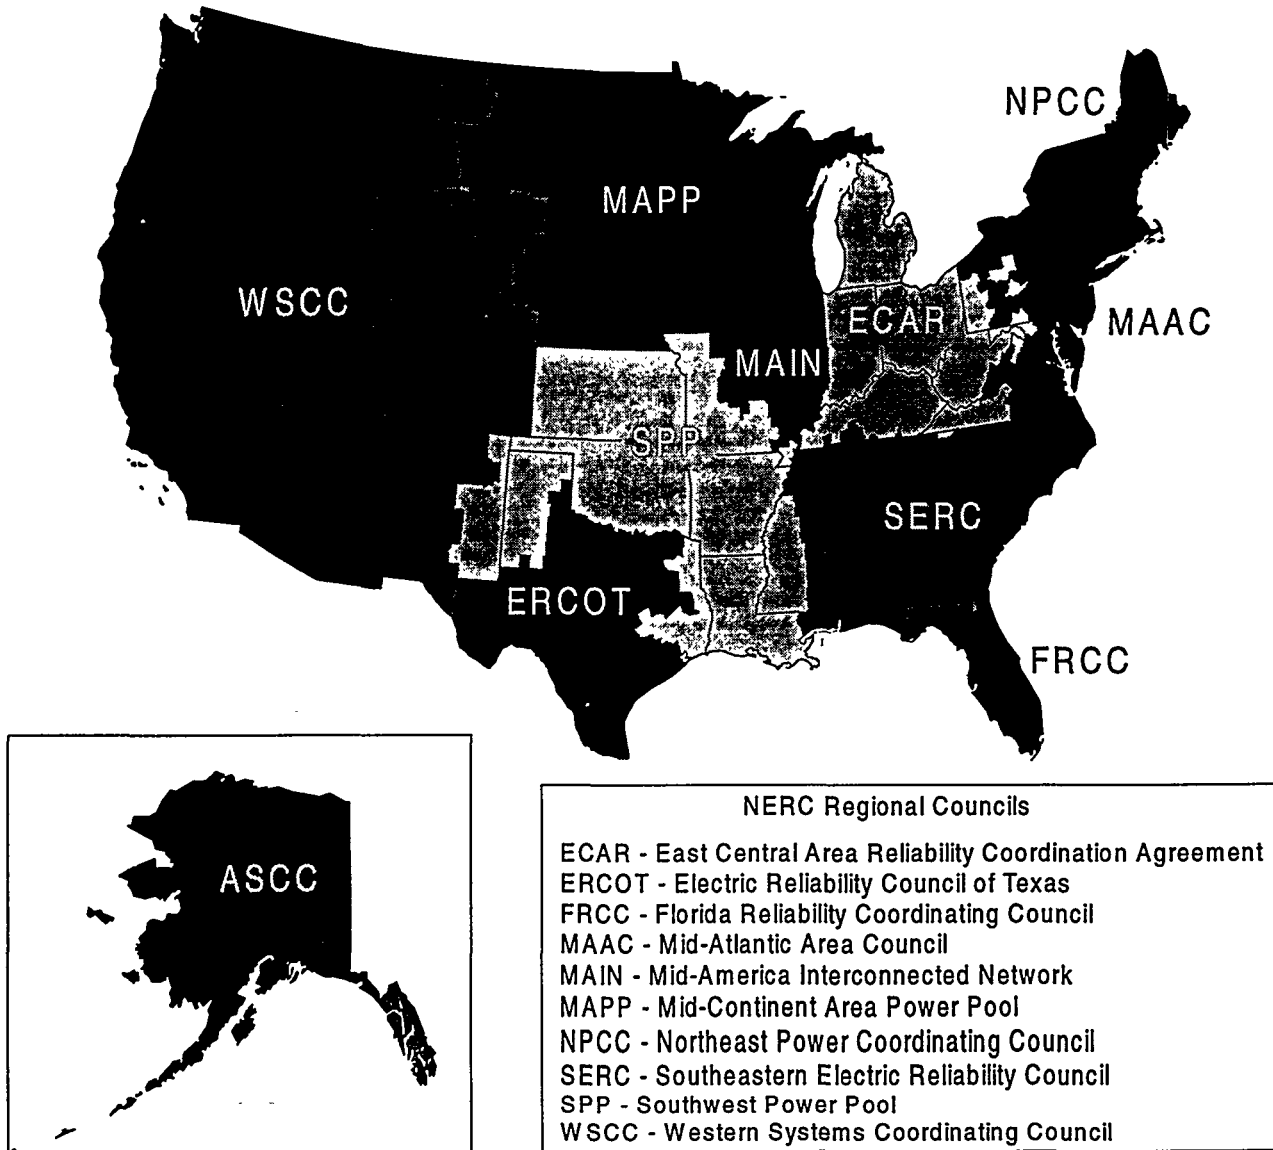 NPCC
MAPP
WSCC
ECAR
MAAC
MAIN
SPP
SERC
ERCOT
FRCC
ASCC
NERC Regional Councils
ECAR - East Central Area Reliability Coordination Agreement
ERCOT - Electric Reliability Council of Texas
FRCC - Florida Reliability Coordinating Council
MAAC - Mid-Atlantic Area Council
MAIN - Mid-America Interconnected Network
MAPP - Mid-Continent Area Power Pool
NPCC - Northeast Power Coordinating Council
SERC - Southeastern Electric Reliability Council
SPP - Southwest Power Pool
WSCC - Western Systems Coordinating Council